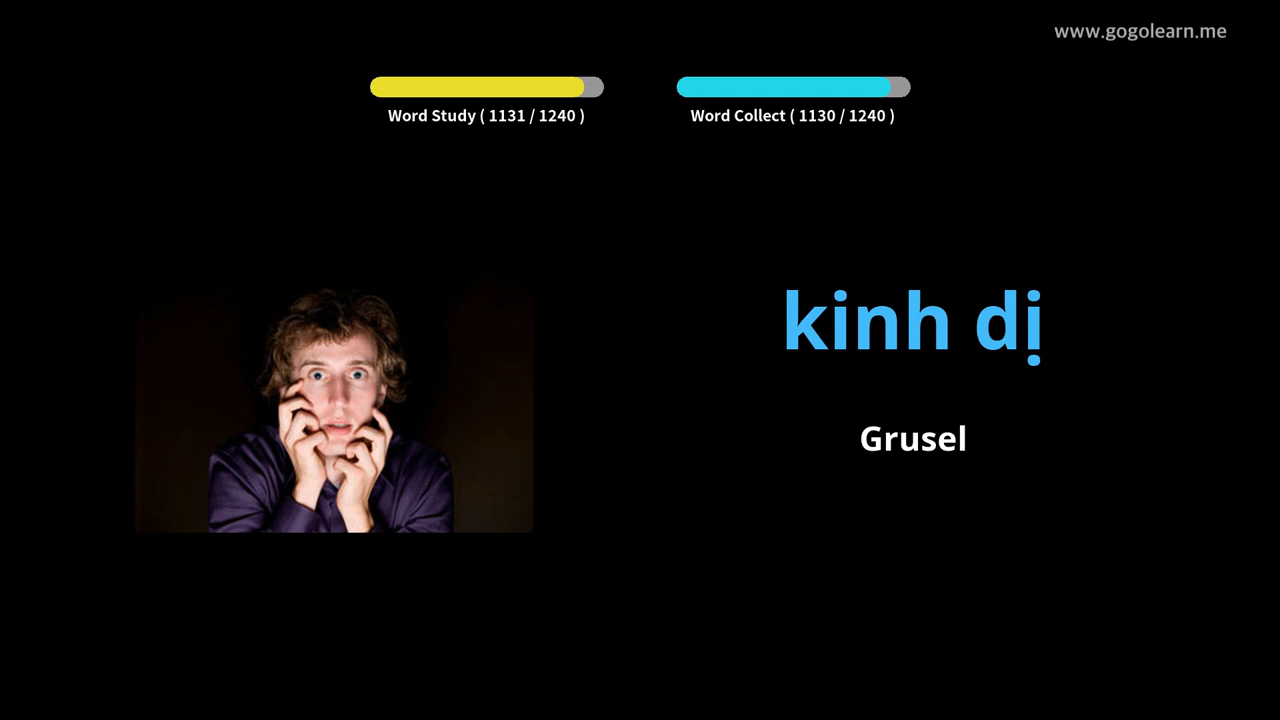 www.gogolearn.me
Word Study ( 1131 / 1240 )
Word Collect ( 1130 / 1240 )
kinh dị
Grusel